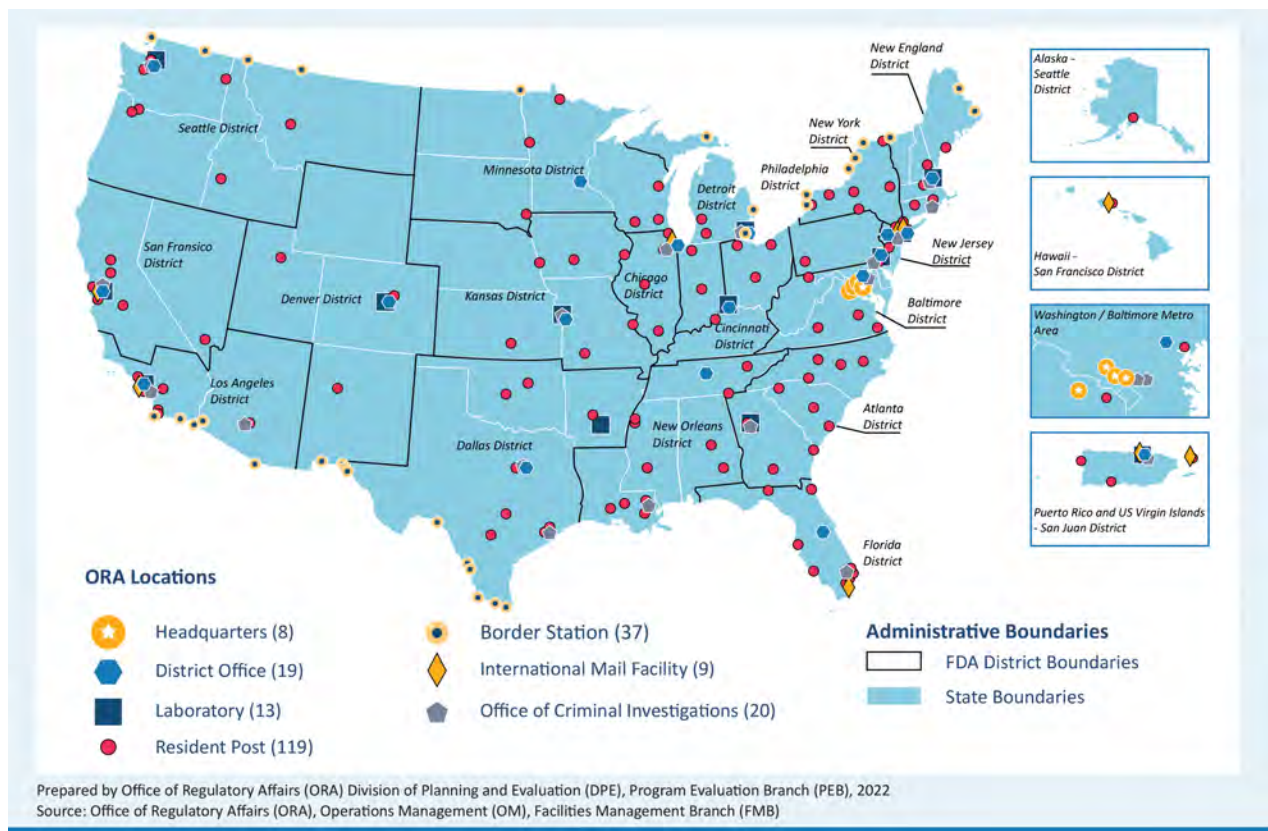 New England
District
Alaska -
Seattle
District
New York
District
Seattle District
Philadelphia
District
Minnesota District
Detroit
District
Hawaii -
San Francisco District
San Fransico
District
New Jersey
District
Chicago
District
Denver District
Kansas District
Baltimore
District
Cincinnati
District
Washington / Baltimore Metro
Area
Los Angeles
District
Atlanta
District
New Orleans
District
Dallas District
Puerto Rico and US Virgin Islands
- San Juan District
Florida
District
ORA Locations
Headquarters (8)
District Office (19)
Laboratory (13)
Resident Post (119)
Border Station (37)
International Mail Facility (9)
Office of Criminal Investigations (20)
Administrative Boundaries
FDA District Boundaries
State Boundaries
Prepared by Office of Regulatory Affairs (ORA) Division of Planning and Evaluation (DPE), Program Evaluation Branch (PEB), 2022
Source: Office of Regulatory Affairs (ORA), Operations Management (OM), Facilities Management Branch (FMB)